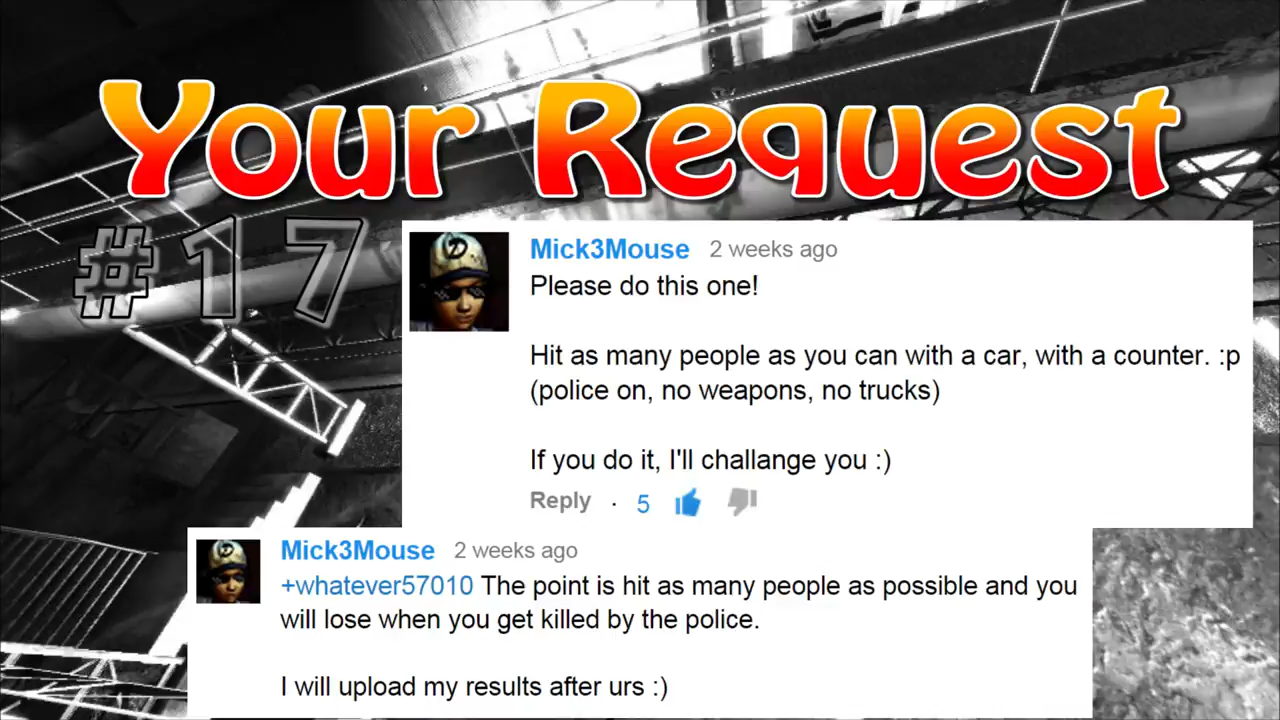 Your Request
#17
Mick3Mouse 2 weeks ago
Please do this one!
Hit as many people as you can with a car, with a counter. :p
(police on, no weapons, no trucks)
If you do it, I'll challange you :)
Reply · 5
Mick3Mouse 2 weeks ago
+whatever57010 The point is hit as many people as possible and you
will lose when you get killed by the police.
I will upload my results after urs :)